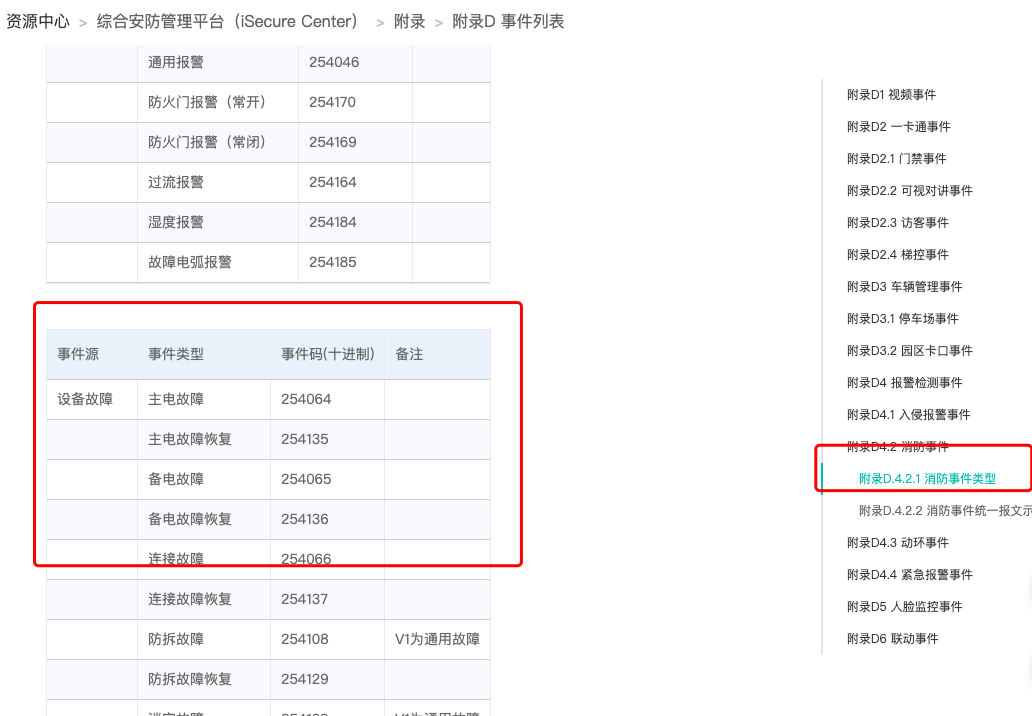 资源中心 > 综合安防管理平台（iSecure Center） > 附录 > 附录D 事件列表
通用报警 254046
防火门报警（常开） 254170
防火门报警（常闭） 254169
过流报警 254164
湿度报警 254184
故障电弧报警 254185
事件源 事件类型 事件码(十进制) 备注
设备故障 主电故障 254064
主电故障恢复 254135
备电故障 254065
备电故障恢复 254136
连接故障 254066
连接故障恢复 254137
防拆故障 254108 V1为通用故障
防拆故障恢复 254129
附录D1 视频事件
附录D2 一卡通事件
附录D2.1 门禁事件
附录D2.2 可视对讲事件
附录D2.3 访客事件
附录D2.4 梯控事件
附录D3 车辆管理事件
附录D3.1 停车场事件
附录D3.2 园区卡口事件
附录D4 报警检测事件
附录D4.1 入侵报警事件
附录D4.2 消防事件
附录D.4.2.1 消防事件类型
附录D.4.2.2 消防事件统一报文示
附录D4.3 动环事件
附录D4.4 紧急报警事件
附录D5 人脸监控事件
附录D6 联动事件